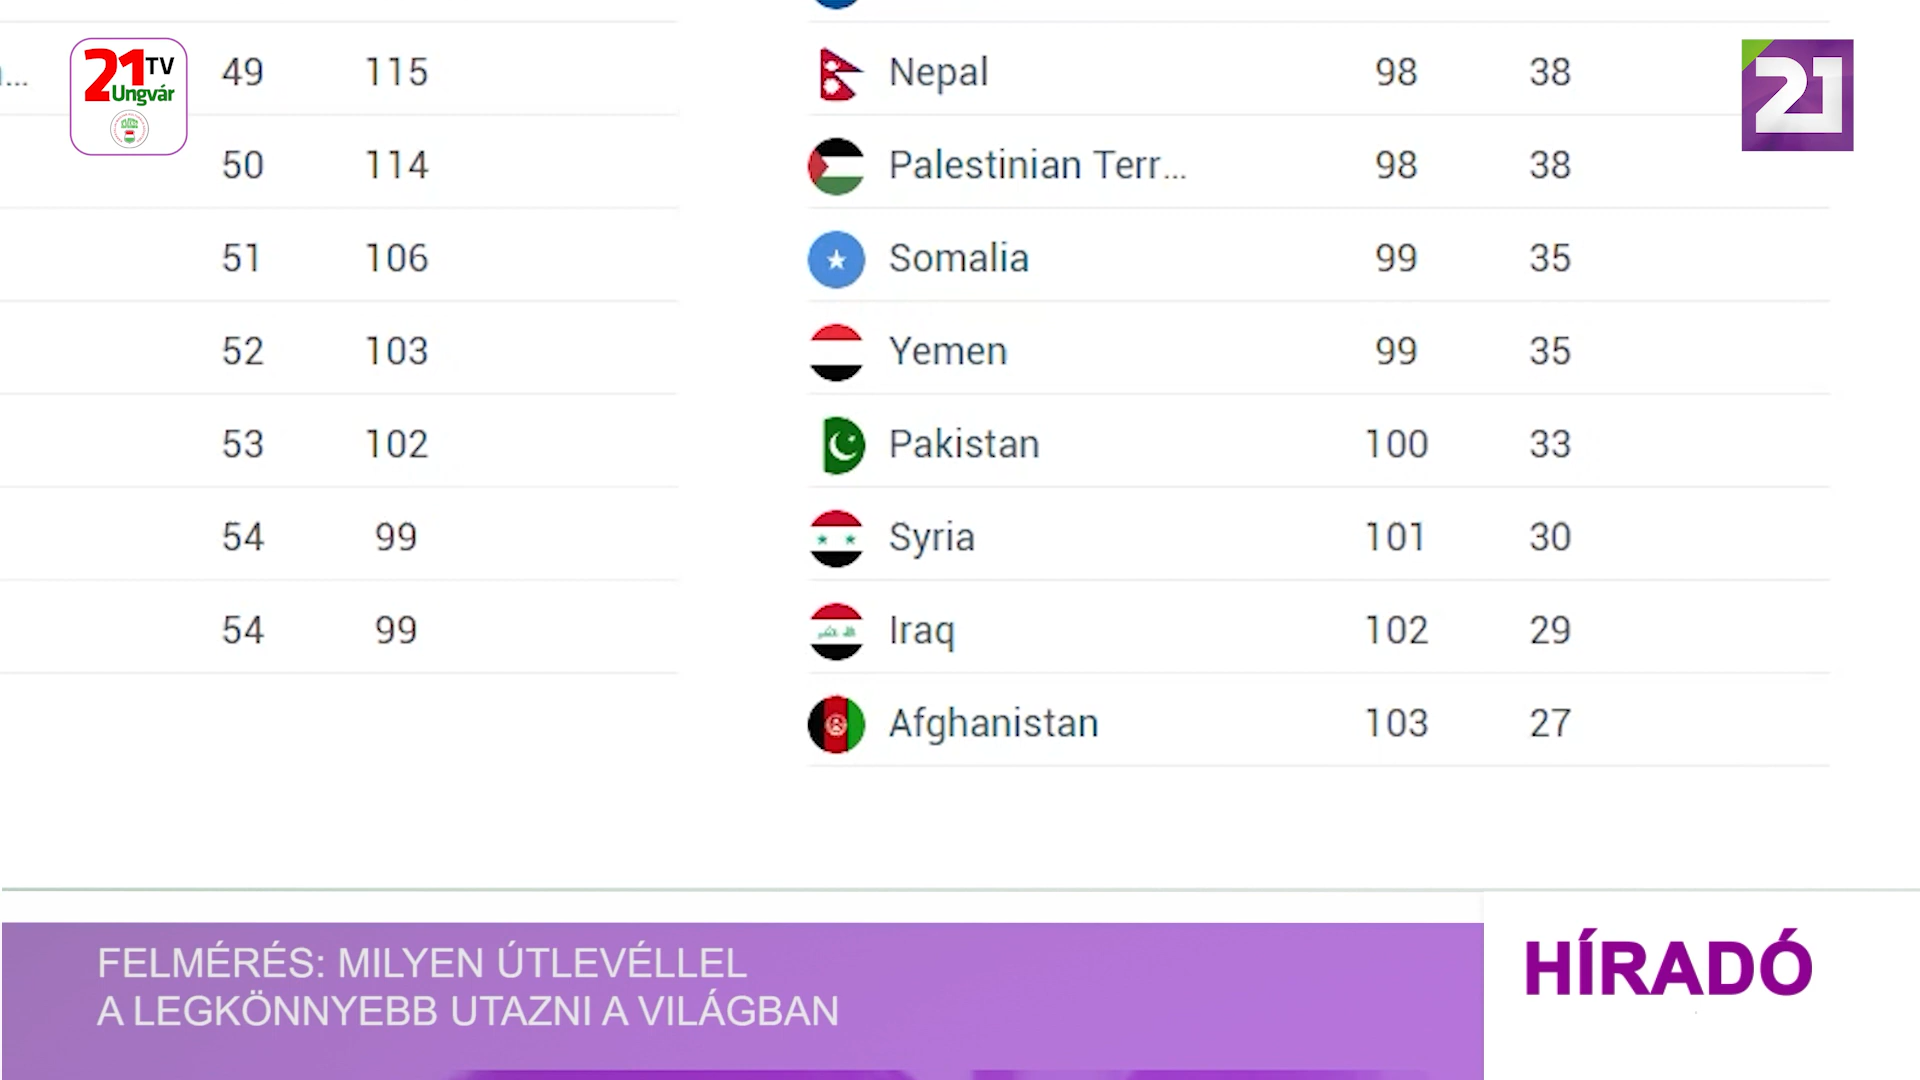 21 TV
Ungvár
21
49 115
50 114
51 106
52 103
53 102
54 99
54 99
Nepal 98 38
Palestinian Terr... 98 38
Somalia 99 35
Yemen 99 35
Pakistan 100 33
Syria 101 30
Iraq 102 29
Afghanistan 103 27
FELMÉRÉS: MILYEN ÚTLEVÉLLEL
A LEGKÖNNYEBB UTAZNI A VILÁGBAN
HÍRADÓ